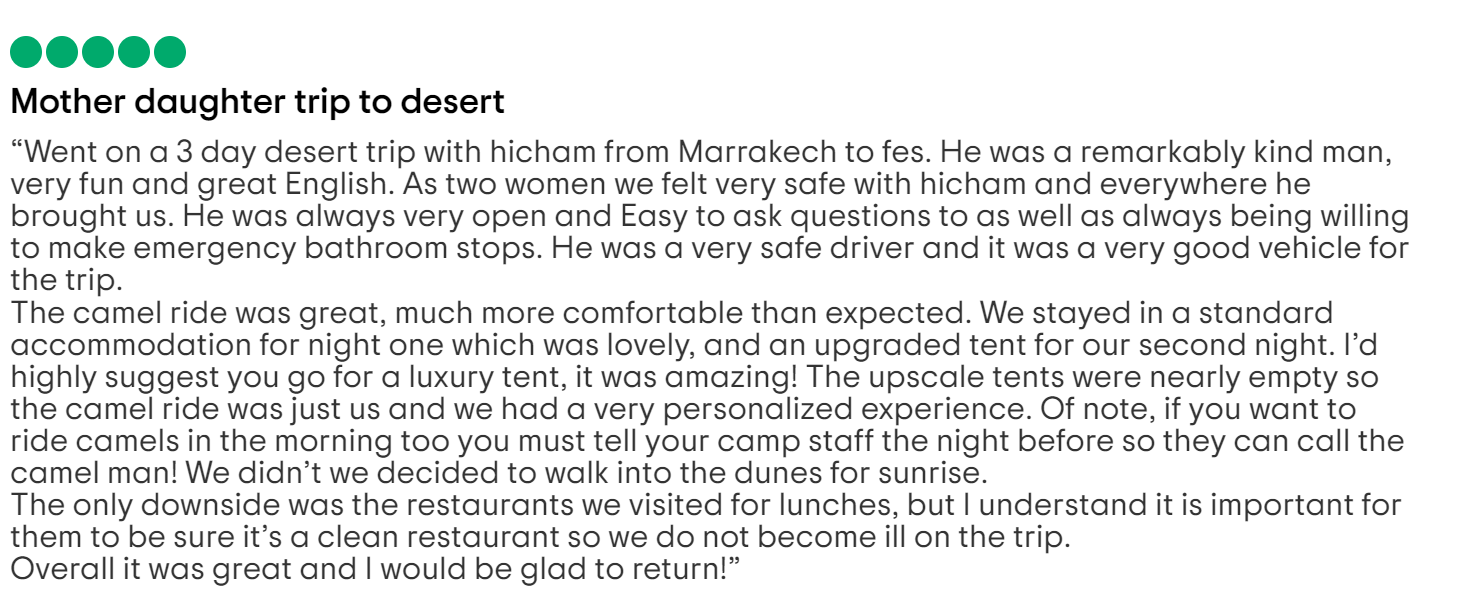 Mother daughter trip to desert
“Went on a 3 day desert trip with hicham from Marrakech to fes. He was a remarkably kind man,
very fun and great English. As two women we felt very safe with hicham and everywhere he
brought us. He was always very open and Easy to ask questions to as well as always being willing
to make emergency bathroom stops. He was a very safe driver and it was a very good vehicle for
the trip.
The camel ride was great, much more comfortable than expected. We stayed in a standard
accommodation for night one which was lovely, and an upgraded tent for our second night. I’d
highly suggest you go for a luxury tent, it was amazing! The upscale tents were nearly empty so
the camel ride was just us and we had a very personalized experience. Of note, if you want to
ride camels in the morning too you must tell your camp staff the night before so they can call the
camel man! We didn’t we decided to walk into the dunes for sunrise.
The only downside was the restaurants we visited for lunches, but I understand it is important for
them to be sure it’s a clean restaurant so we do not become ill on the trip.
Overall it was great and I would be glad to return!”